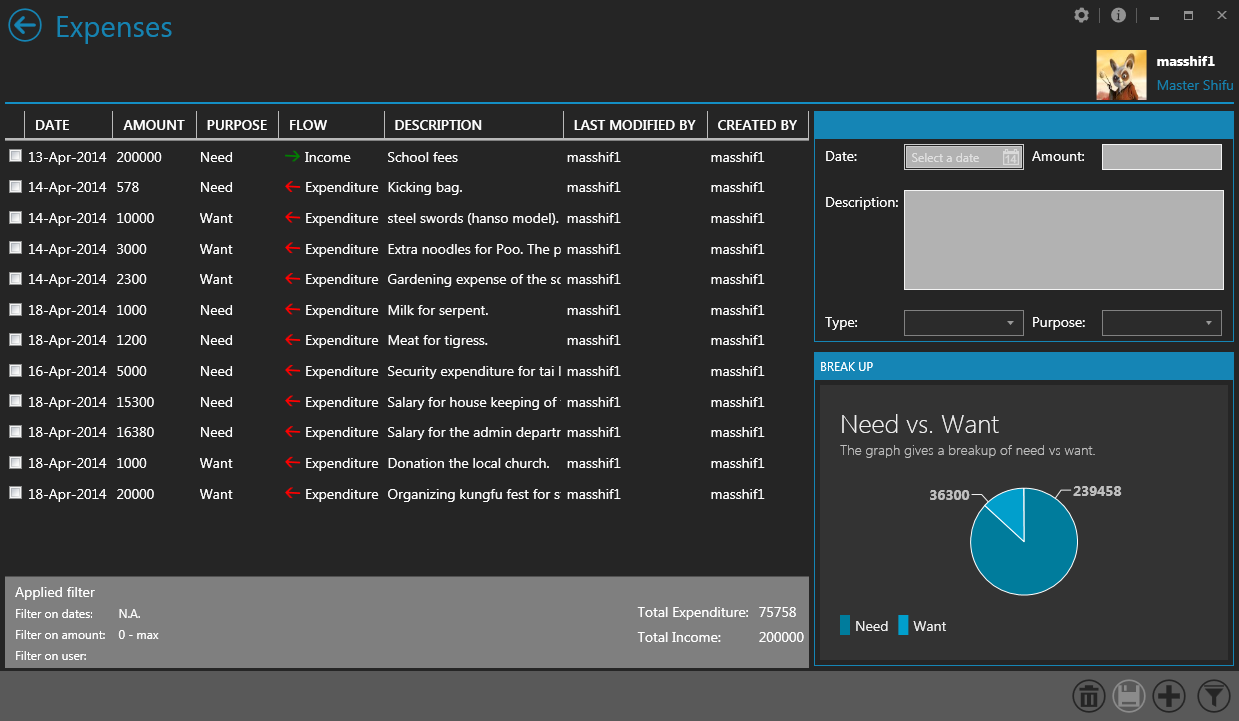 Expenses
masshif1
Master Shifu
DATE AMOUNT PURPOSE FLOW DESCRIPTION LAST MODIFIED BY CREATED BY
13-Apr-2014 200000 Need Income School fees masshif1 masshif1
14-Apr-2014 578 Need Expenditure Kicking bag. masshif1 masshif1
14-Apr-2014 10000 Want Expenditure steel swords (hanso model). masshif1 masshif1
14-Apr-2014 3000 Want Expenditure Extra noodles for Poo. The p masshif1 masshif1
14-Apr-2014 2300 Want Expenditure Gardening expense of the sc masshif1 masshif1
18-Apr-2014 1000 Need Expenditure Milk for serpent. masshif1 masshif1
18-Apr-2014 1200 Need Expenditure Meat for tigress. masshif1 masshif1
16-Apr-2014 5000 Need Expenditure Security expenditure for tai l masshif1 masshif1
18-Apr-2014 15300 Need Expenditure Salary for house keeping of masshif1 masshif1
18-Apr-2014 16380 Need Expenditure Salary for the admin departr masshif1 masshif1
18-Apr-2014 1000 Want Expenditure Donation the local church. masshif1 masshif1
18-Apr-2014 20000 Want Expenditure Organizing kungfu fest for s masshif1 masshif1
Applied filter
Filter on dates: N.A.
Filter on amount: 0 - max
Filter on user:
Total Expenditure: 75758
Total Income: 200000
Date: Select a date 14 Amount:
Description:
Type: Purpose:
BREAK UP
Need vs. Want
The graph gives a breakup of need vs want.
36300 239458
Need Want